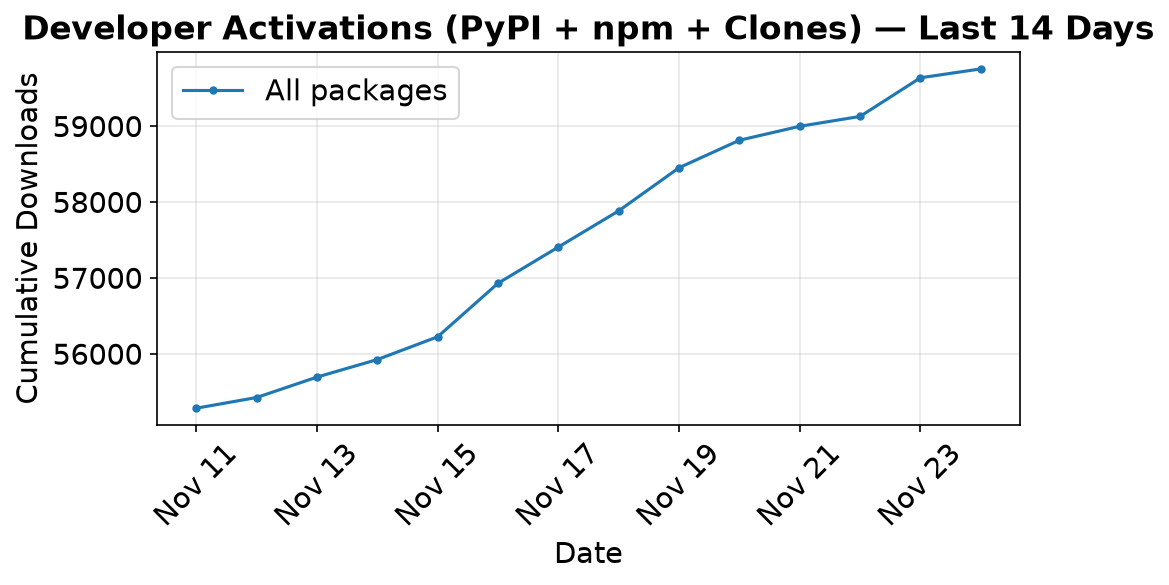 Developer Activations (PyPI + npm + Clones) — Last 14 Days
All packages
Cumulative Downloads
59000
58000
57000
56000
Nov 11
Nov 13
Nov 15
Nov 17
Nov 19
Nov 21
Nov 23
Date